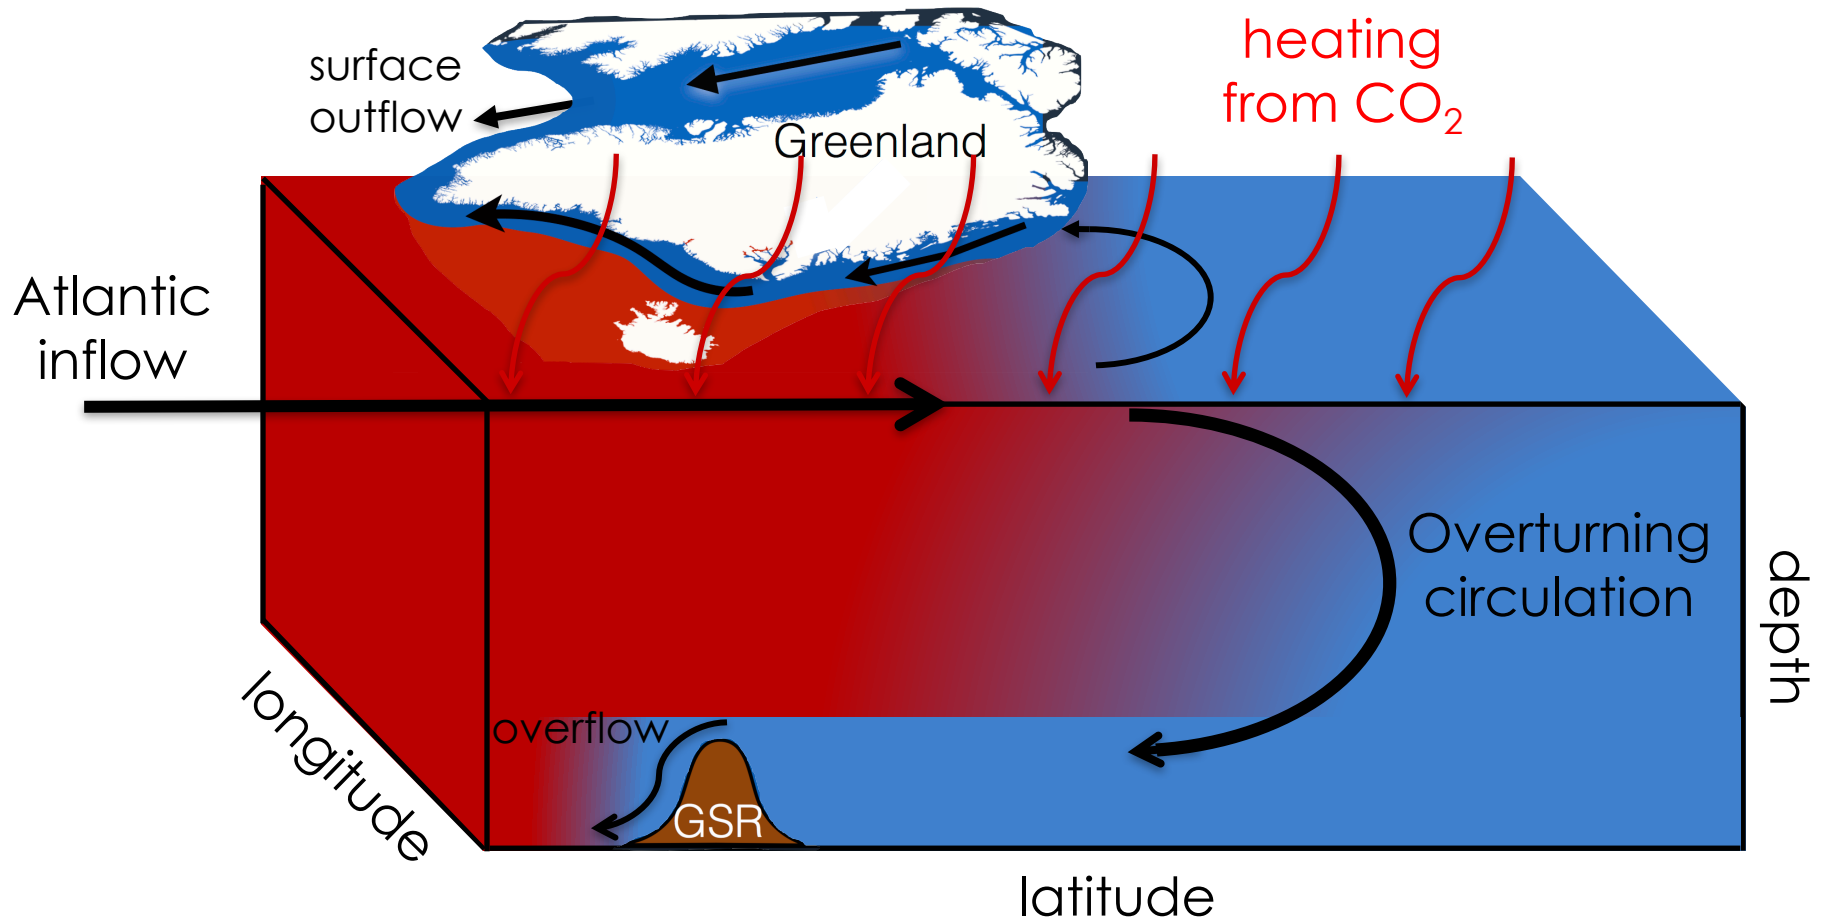 surface
outflow
heating
from CO₂
Greenland
Atlantic
inflow
Overturning
circulation
depth
overflow
GSR
longitude
latitude